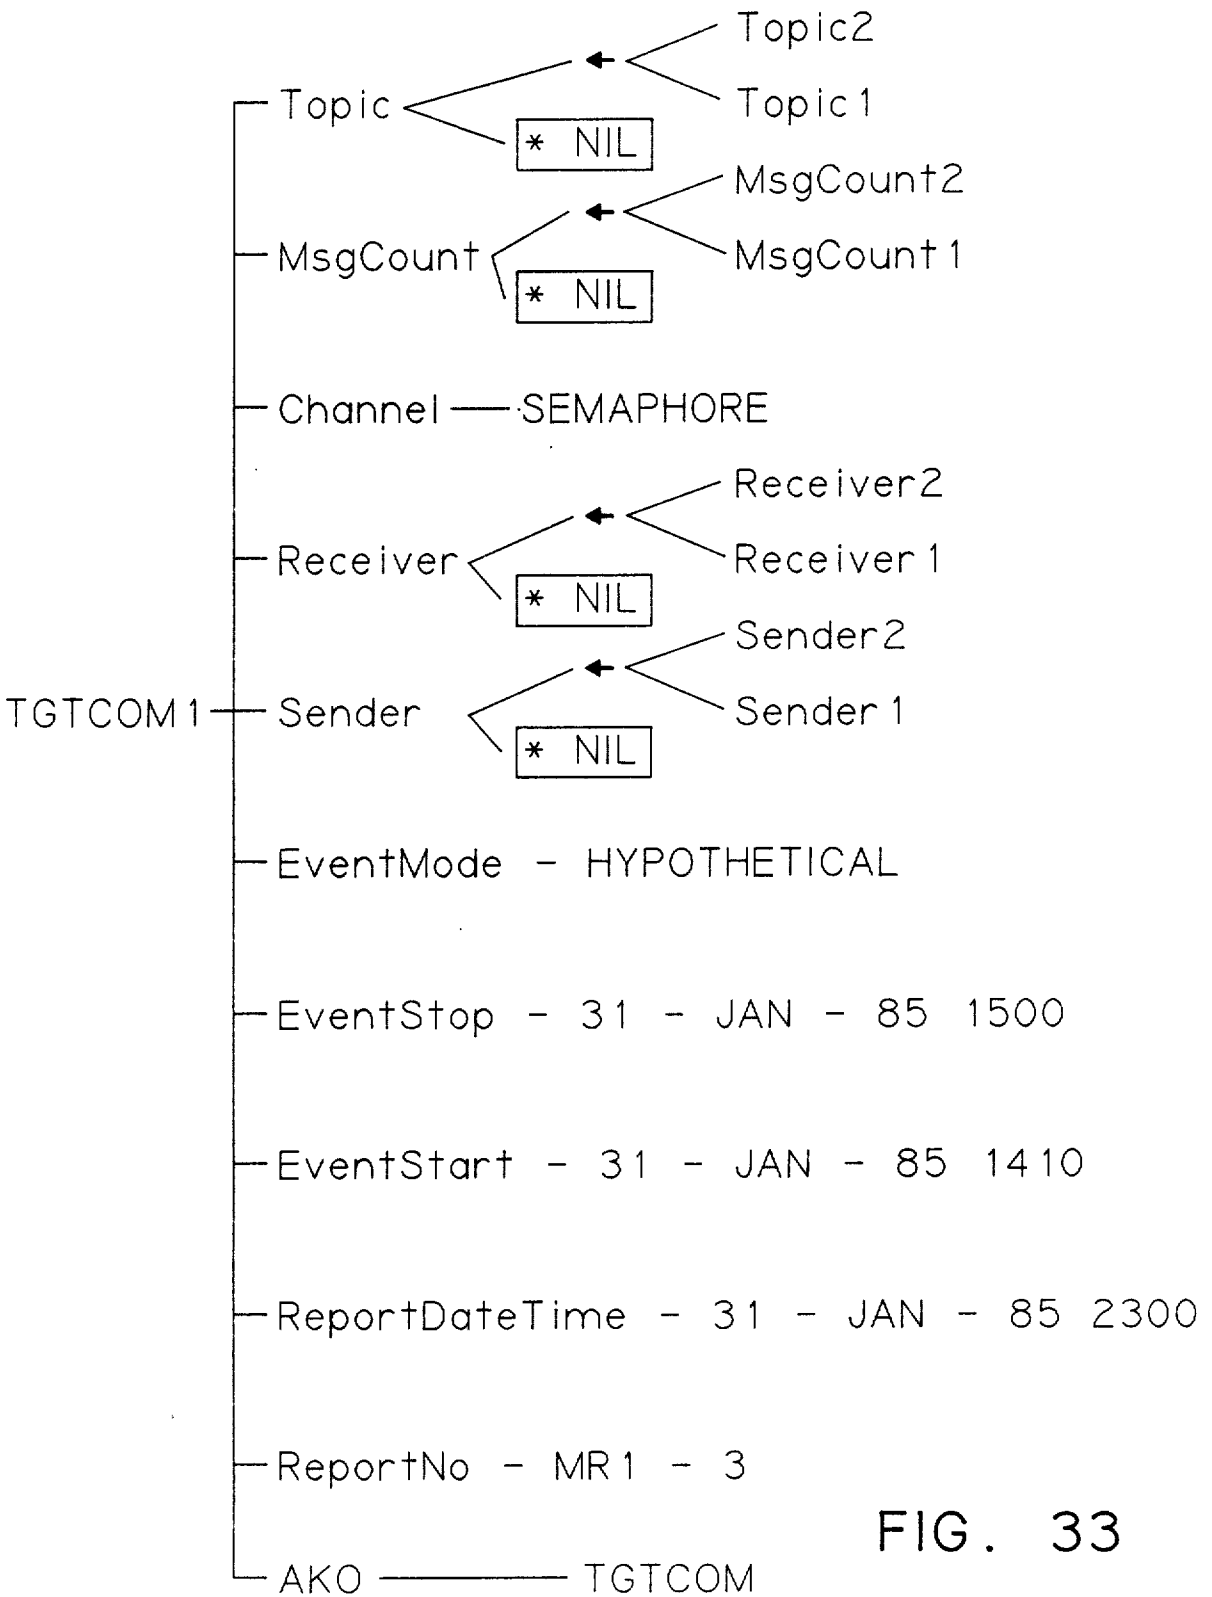 Topic2
Topic
Topic1
* NIL
MsgCount2
MsgCount
MsgCount1
* NIL
Channel — SEMAPHORE
Receiver2
Receiver
Receiver1
* NIL
Sender2
TGTCOM1
Sender
Sender1
* NIL
EventMode - HYPOTHETICAL
EventStop - 31 - JAN - 85 1500
EventStart - 31 - JAN - 85 1410
ReportDateTime - 31 - JAN - 85 2300
ReportNo - MR1 - 3
FIG. 33
AKO — TGTCOM